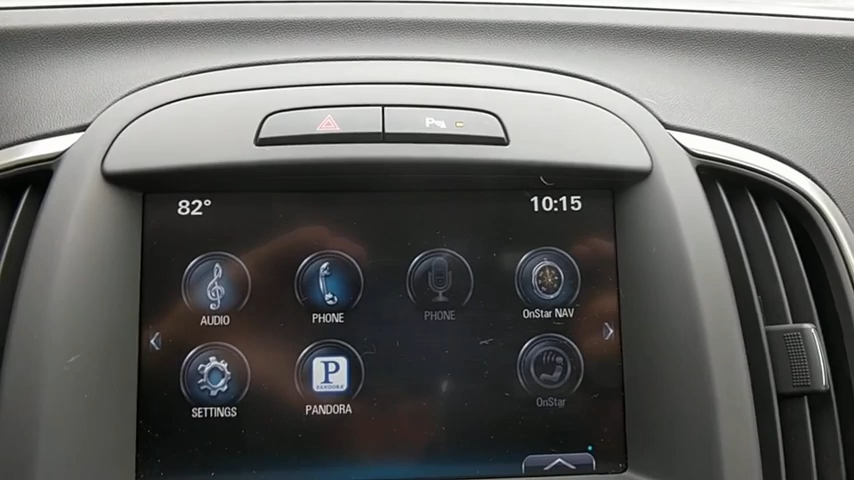 82° 10:15
AUDIO PHONE PHONE OnStar NAV
P
PANDORA
SETTINGS PANDORA OnStar